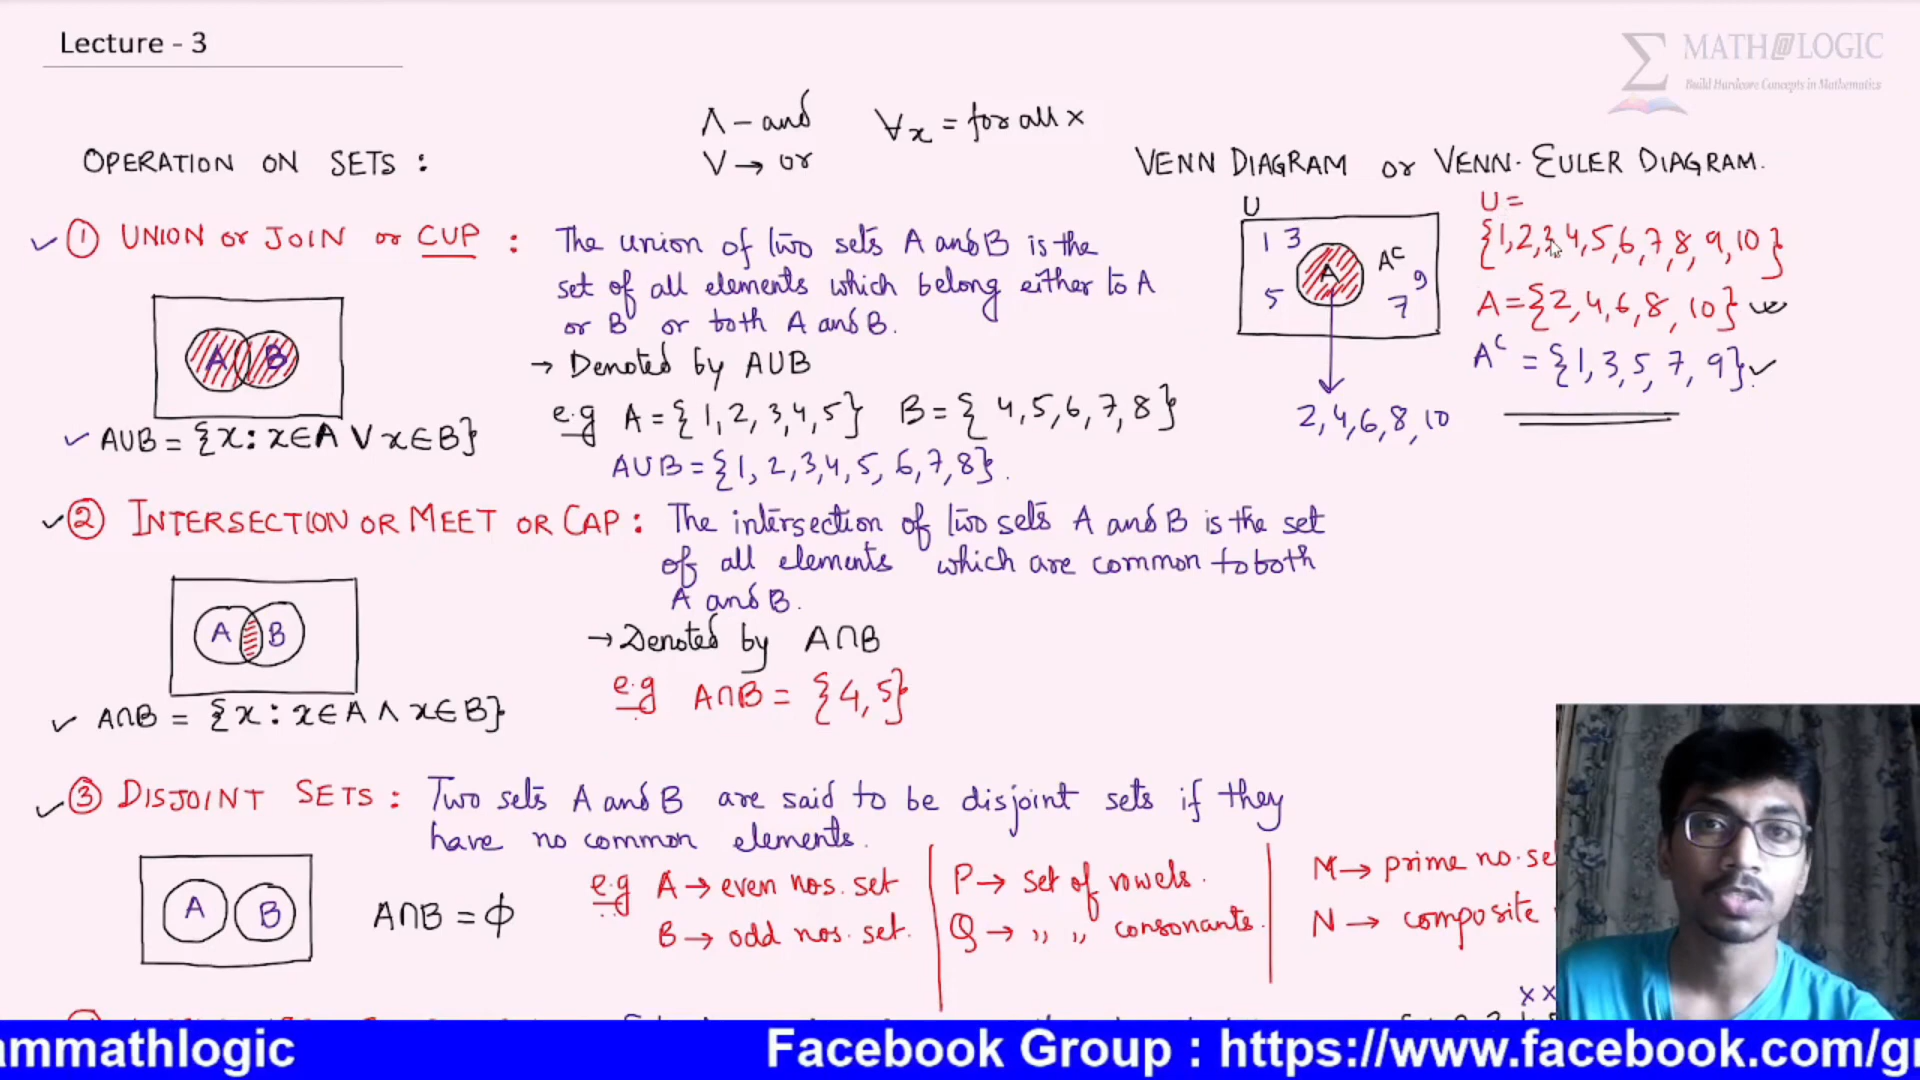 Lecture - 3
MATH@LOGIC
Build Hardcore Concepts in Mathematics
∧ - and
∀x = for all x
∨ → or
OPERATION ON SETS :
VENN DIAGRAM or VENN-EULER DIAGRAM.
① UNION or JOIN or CUP :
The union of two sets A and B is the
set of all elements which belong either to A
or B or both A and B.
→ Denoted by A∪B
A B
A∪B = {x : x∈A ∨ x∈B}
e.g A = {1, 2, 3, 4, 5} B = {4, 5, 6, 7, 8}
A∪B = {1, 2, 3, 4, 5, 6, 7, 8}.
U
1 3
A
Aᶜ
5
7
9
2, 4, 6, 8, 10
U =
{1, 2, 3, 4, 5, 6, 7, 8, 9, 10}
A = {2, 4, 6, 8, 10}
Aᶜ = {1, 3, 5, 7, 9}.
② INTERSECTION OR MEET OR CAP :
The intersection of two sets A and B is the set
of all elements which are common to both
A and B.
→ Denoted by A∩B
A B
A∩B = {x : x∈A ∧ x∈B}
e.g A∩B = {4, 5}
③ DISJOINT SETS :
Two sets A and B are said to be disjoint sets if they
have no common elements.
A B
A∩B = ϕ
e.g A → even nos. set
B → odd nos. set.
P → set of vowels.
Q → ,, ,, consonants.
M → prime no. se
N → composite
x x
ammathlogic
Facebook Group : https://www.facebook.com/gr